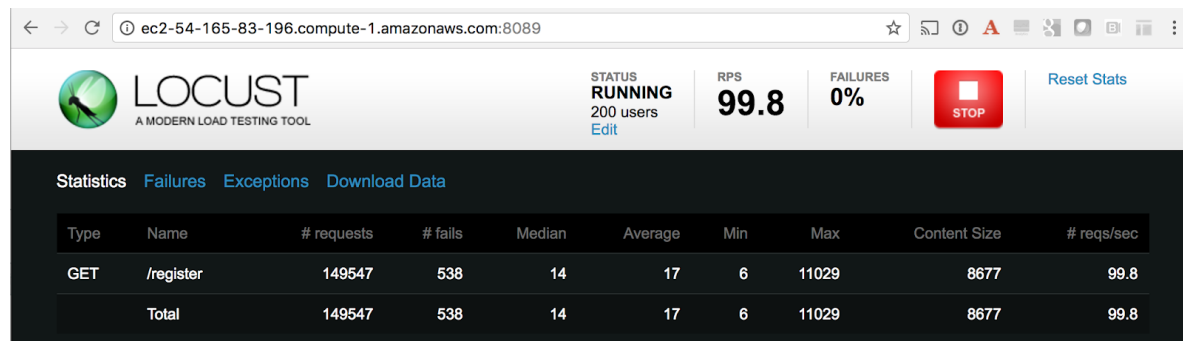 ec2-54-165-83-196.compute-1.amazonaws.com:8089
LOCUST
A MODERN LOAD TESTING TOOL
STATUS
RUNNING
200 users
Edit
RPS
99.8
FAILURES
0%
STOP
Reset Stats
Statistics Failures Exceptions Download Data
Type Name # requests # fails Median Average Min Max Content Size # reqs/sec
GET /register 149547 538 14 17 6 11029 8677 99.8
Total 149547 538 14 17 6 11029 8677 99.8